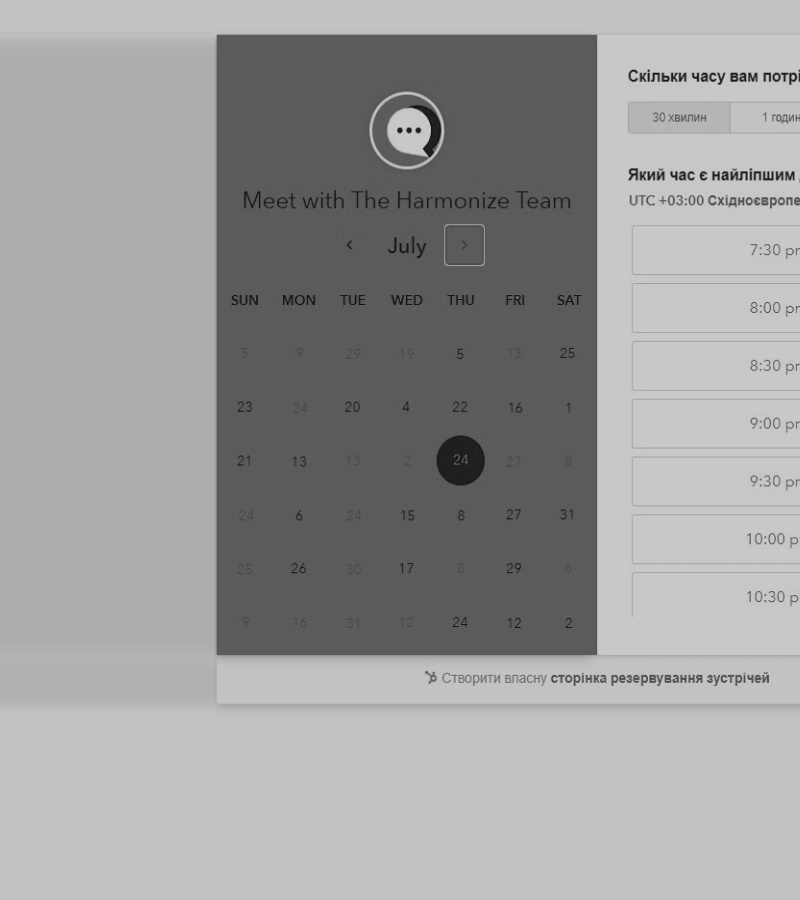 Meet with The Harmonize Team
July
SUN MON TUE WED THU FRI SAT
5 9 29 19 5 13 25
23 24 20 4 22 16 1
21 13 13 2 24 27 8
24 6 24 15 8 27 31
25 26 30 17 8 29 8
9 16 31 12 24 12 2
Скільки часу вам потрі
30 хвилин 1 годин
Який час є найліпшим
UTC +03:00 Східноєвропе
7:30 pr
8:00 pr
8:30 pr
9:00 pr
9:30 pr
10:00 p
10:30 p
Створити власну сторінка резервування зустрічей